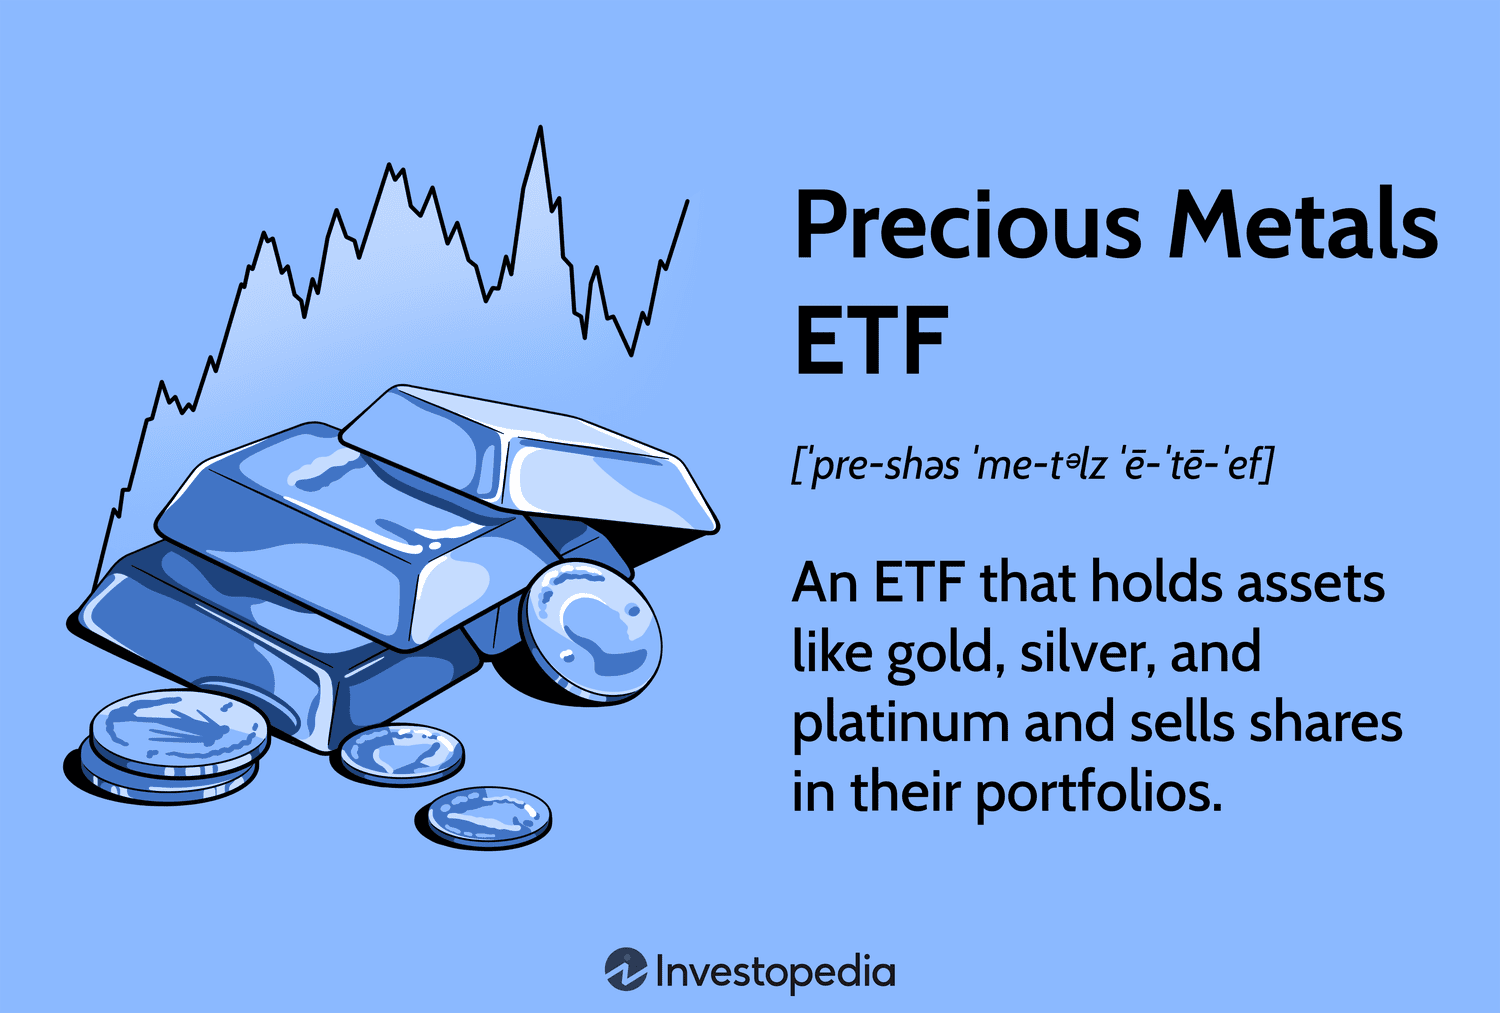 Precious Metals
ETF
[ˈpre-shəs ˈme-tᵊlz ˈē-ˈtē-ˈef]
An ETF that holds assets
like gold, silver, and
platinum and sells shares
in their portfolios.
Investopedia